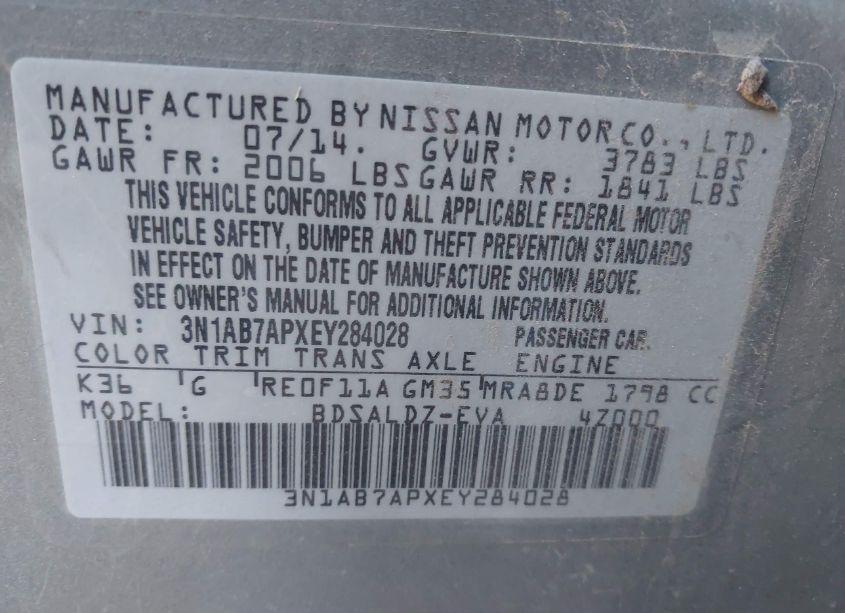 MANUFACTURED BY NISSAN MOTOR CO., LTD.
DATE: 07/14. GVWR: 3783 LBS
GAWR FR: 2006 LBS GAWR RR: 1841 LBS
THIS VEHICLE CONFORMS TO ALL APPLICABLE FEDERAL MOTOR
VEHICLE SAFETY, BUMPER AND THEFT PREVENTION STANDARDS
IN EFFECT ON THE DATE OF MANUFACTURE SHOWN ABOVE.
SEE OWNER'S MANUAL FOR ADDITIONAL INFORMATION.
VIN: 3N1AB7APXEY284028 PASSENGER CAR.
COLOR TRIM TRANS AXLE ENGINE
K36 G RE0F11A GM35 MRA8DE 1798 CC
MODEL: BDSALDZ-EVA 4Z000
3N1AB7APXEY284028